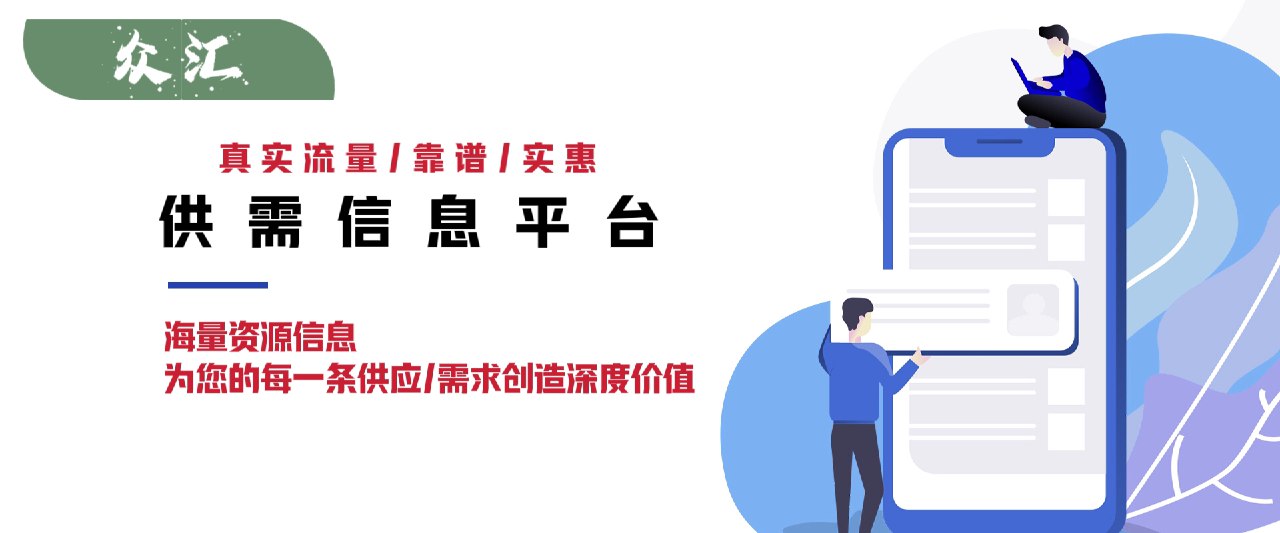 众汇
真实流量/靠谱/实惠
供需信息平台
海量资源信息
为您的每一条供应/需求创造深度价值